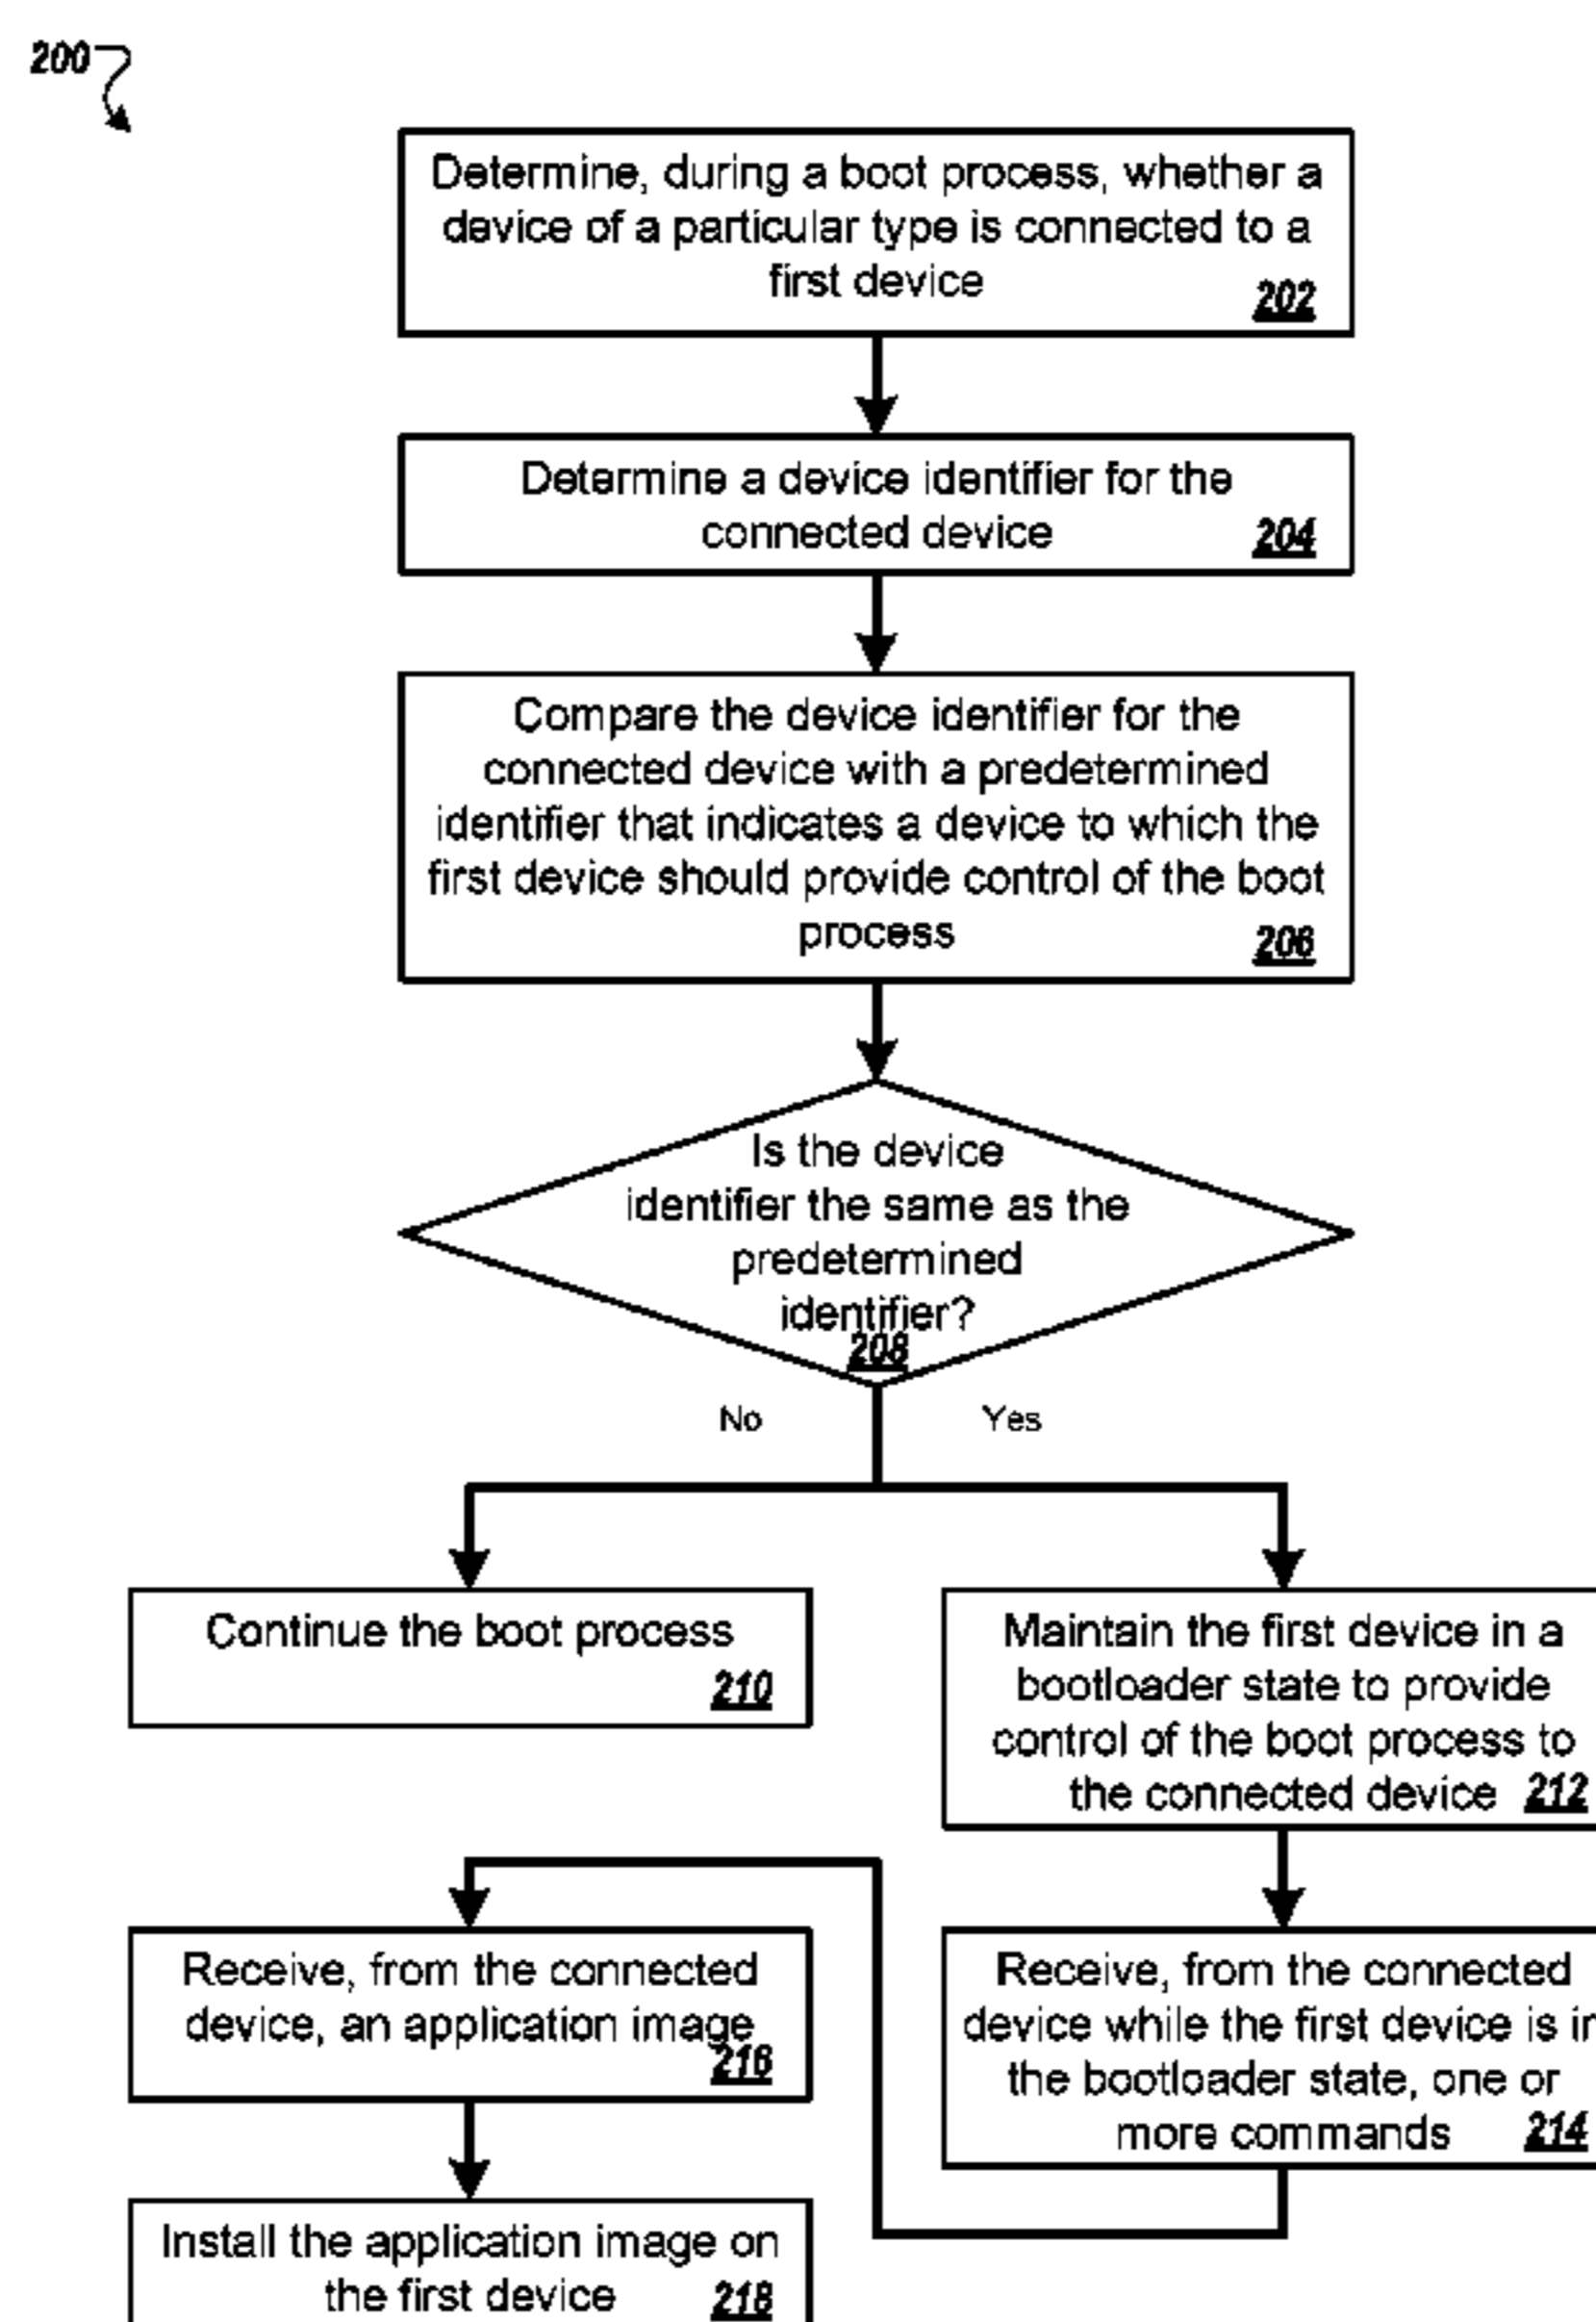 200
Determine, during a boot process, whether a
device of a particular type is connected to a
first device
202
Determine a device identifier for the
connected device
204
Compare the device identifier for the
connected device with a predetermined
identifier that indicates a device to which the
first device should provide control of the boot
process
206
Is the device
identifier the same as the
predetermined
identifier?
208
No
Yes
Continue the boot process
210
Maintain the first device in a
bootloader state to provide
control of the boot process to
the connected device 212
Receive, from the connected
device while the first device is in
the bootloader state, one or
more commands 214
Receive, from the connected
device, an application image
216
Install the application image on
the first device 218